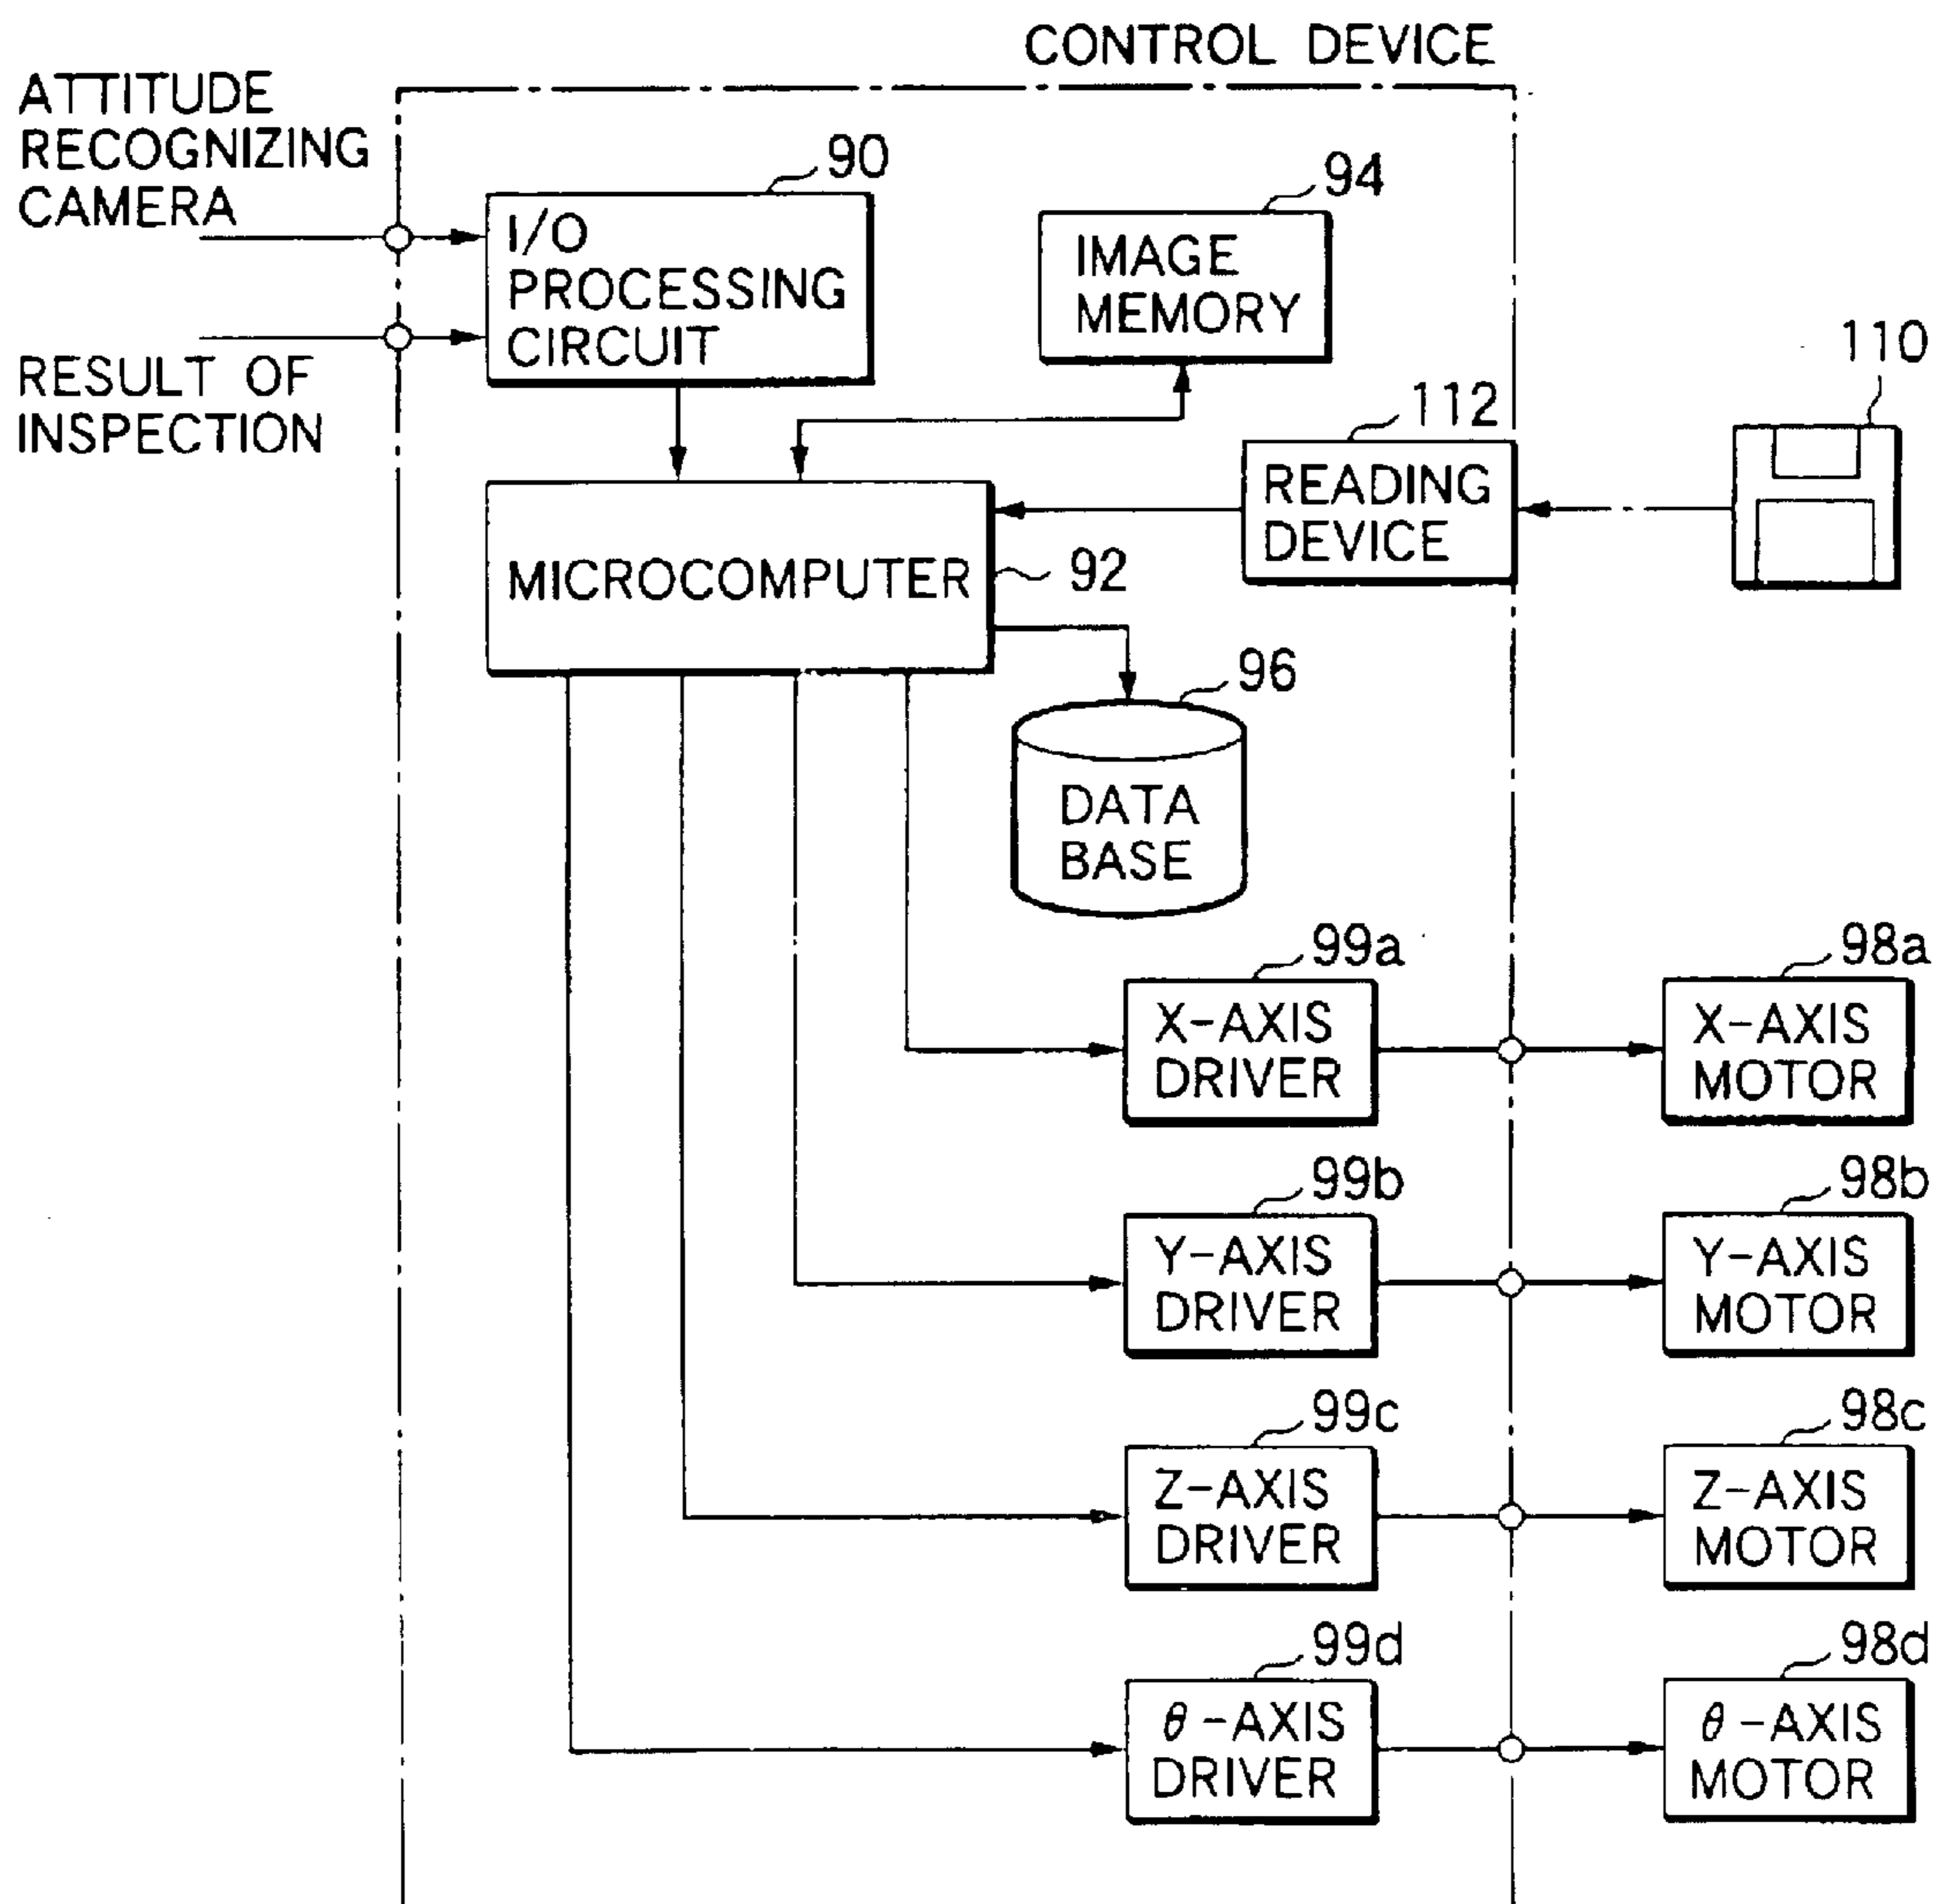 CONTROL DEVICE
ATTITUDE
RECOGNIZING
CAMERA
90
I/O
PROCESSING
CIRCUIT
94
IMAGE
MEMORY
RESULT OF
INSPECTION
112
READING
DEVICE
110
MICROCOMPUTER
92
96
DATA
BASE
99a
X-AXIS
DRIVER
98a
X-AXIS
MOTOR
99b
Y-AXIS
DRIVER
98b
Y-AXIS
MOTOR
99c
Z-AXIS
DRIVER
98c
Z-AXIS
MOTOR
99d
θ-AXIS
DRIVER
98d
θ-AXIS
MOTOR